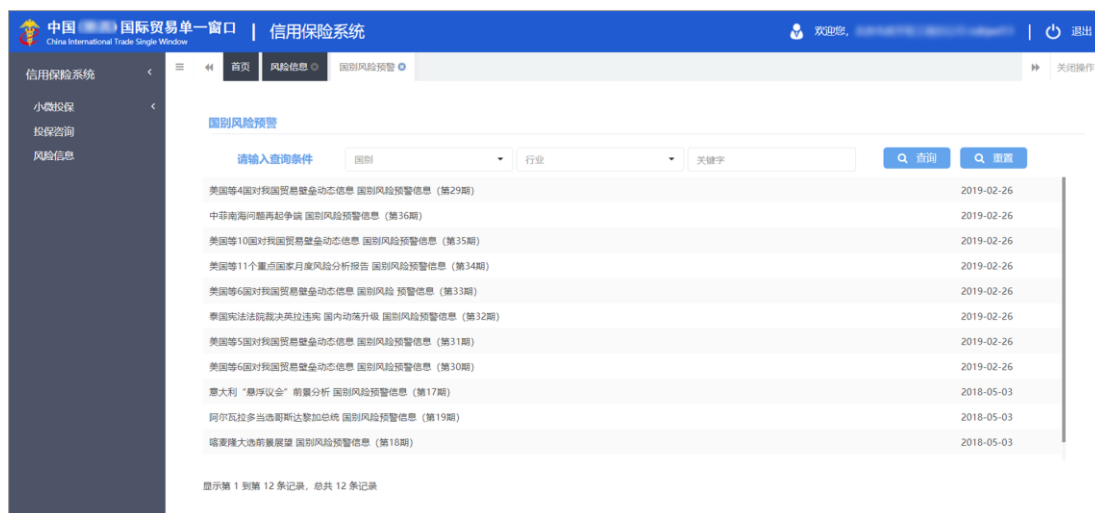 中国 国际贸易单一窗口 | 信用保险系统
China International Trade Single Window
欢迎您,
退出
信用保险系统
小微投保
投保咨询
风险信息
首页 风险信息 国别风险预警 关闭操作
国别风险预警
请输入查询条件 国别 行业 关键字 查询 重置
美国等4国对我国贸易壁垒动态信息 国别风险预警信息(第29期) 2019-02-26
中菲南海问题再起争端 国别风险预警信息(第36期) 2019-02-26
美国等10国对我国贸易壁垒动态信息 国别风险预警信息(第35期) 2019-02-26
美国等11个重点国家月度风险分析报告 国别风险预警信息(第34期) 2019-02-26
美国等6国对我国贸易壁垒动态信息 国别风险 预警信息(第33期) 2019-02-26
泰国宪法法院裁决英拉违宪 国内动荡升级 国别风险预警信息(第32期) 2019-02-26
美国等5国对我国贸易壁垒动态信息 国别风险预警信息(第31期) 2019-02-26
美国等6国对我国贸易壁垒动态信息 国别风险预警信息(第30期) 2019-02-26
意大利“悬浮议会”前景分析 国别风险预警信息(第17期) 2018-05-03
阿尔瓦拉多当选哥斯达黎加总统 国别风险预警信息(第19期) 2018-05-03
喀麦隆大选前景展望 国别风险预警信息(第18期) 2018-05-03
显示第 1 到第 12 条记录,总共 12 条记录